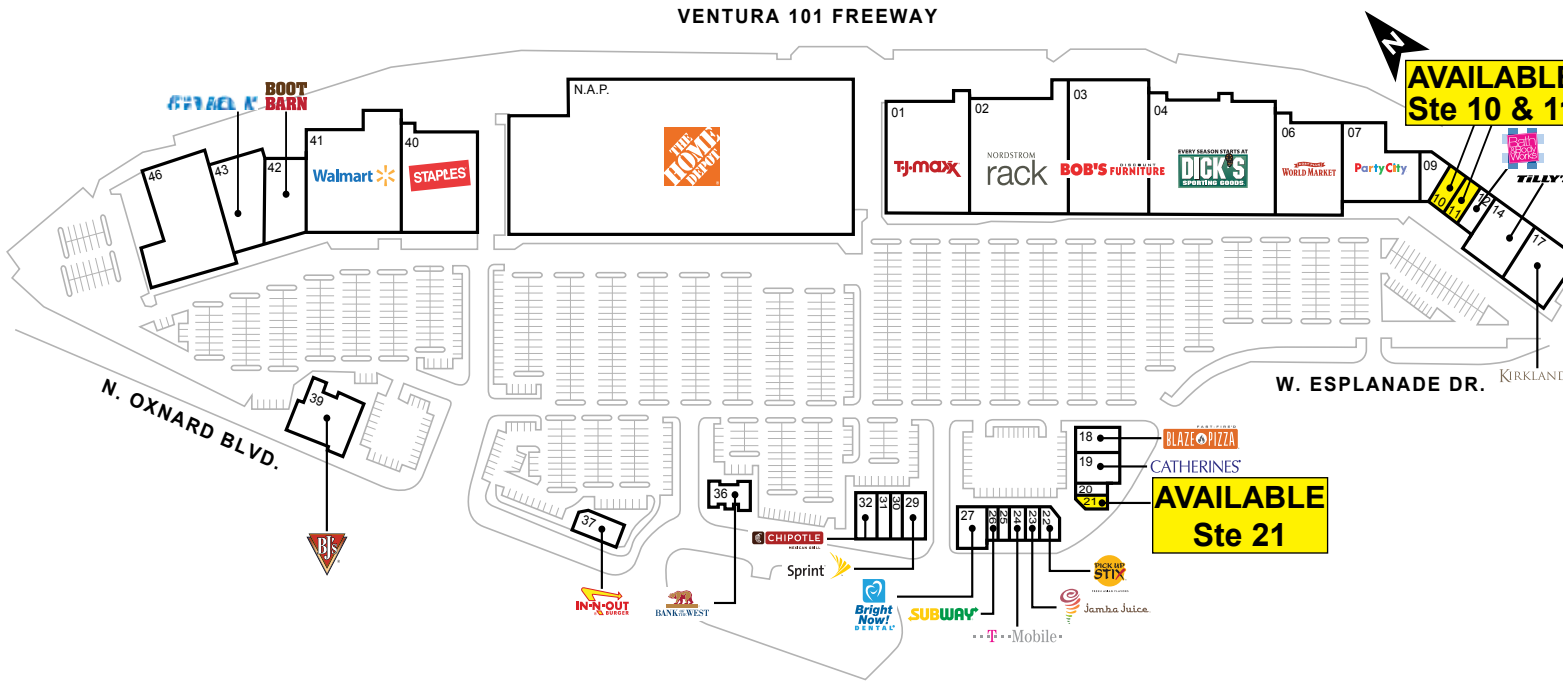 VENTURA 101 FREEWAY
N
BOOT
BARN
AVAILABLE
Ste 10 & 11
N.A.P.
46
43
42
41
Walmart
40
STAPLES
THE
HOME
DEPOT
01
T.J.maxx
02
NORDSTROM
rack
03
BOB'S DISCOUNT
FURNITURE
04
EVERY SEASON STARTS AT
DICK'S
SPORTING GOODS
06
WORLD MARKET
07
Party City
09
10
11
12
14
17
Bath
& Body
Works
TILLY'
KIRKLAND
N. OXNARD BLVD.
W. ESPLANADE DR.
39
BJ's
37
IN-N-OUT
BURGER
36
BANK OF THE WEST
32
31
30
29
CHIPOTLE
MEXICAN GRILL
Sprint
27
26
25
24
23
22
Bright
Now!
DENTAL
SUBWAY
T Mobile
Jamba Juice
PICK UP
STIX
18
FAST-FIRE'D
BLAZE PIZZA
19
CATHERINES
20
21
AVAILABLE
Ste 21